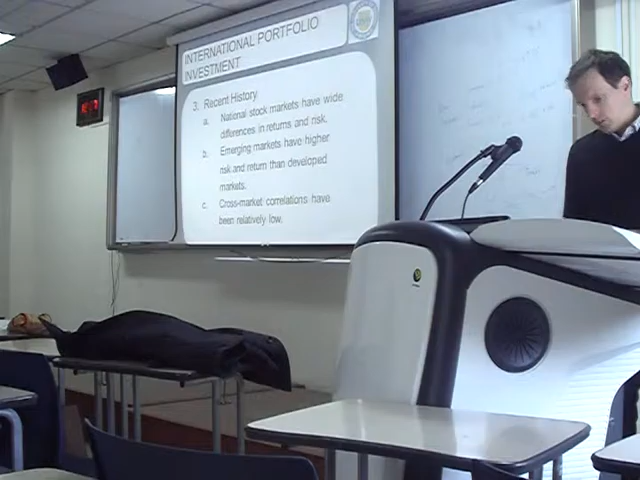 INTERNATIONAL PORTFOLIO
INVESTMENT
3. Recent History
a. National stock markets have wide
differences in returns and risk.
b. Emerging markets have higher
risk and return than developed
markets.
c. Cross-market correlations have
been relatively low.